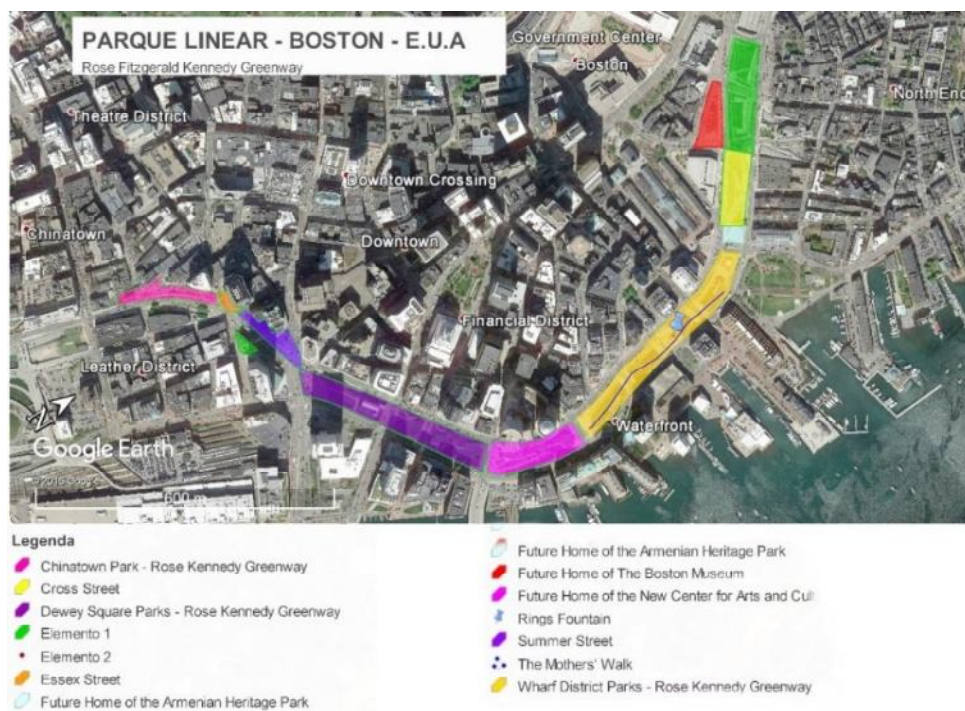 PARQUE LINEAR - BOSTON - E.U.A
Rose Fitzgerald Kennedy Greenway
Government Center
Boston
North End
Theatre District
Downtown Crossing
Chinatown
Downtown
Financial District
Leather District
Waterfront
Google Earth
600 m
Legenda
Chinatown Park - Rose Kennedy Greenway
Cross Street
Dewey Square Parks - Rose Kennedy Greenway
Elemento 1
Elemento 2
Essex Street
Future Home of the Armenian Heritage Park
Future Home of the Armenian Heritage Park
Future Home of The Boston Museum
Future Home of the New Center for Arts and Cul
Rings Fountain
Summer Street
The Mothers' Walk
Wharf District Parks - Rose Kennedy Greenway